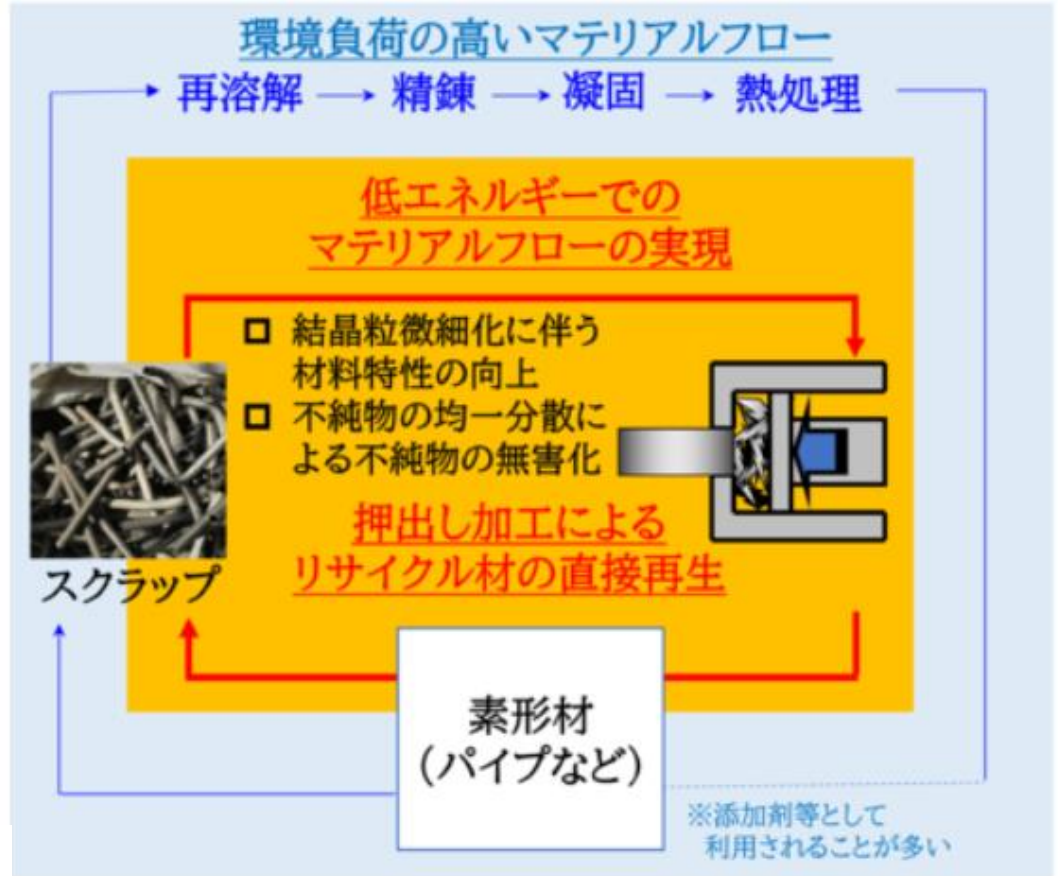 環境負荷の高いマテリアルフロー
再溶解 → 精錬 → 凝固 → 熱処理
低エネルギーでの
マテリアルフローの実現
□ 結晶粒微細化に伴う
材料特性の向上
□ 不純物の均一分散に
よる不純物の無害化
押出し加工による
リサイクル材の直接再生
スクラップ
素形材
(パイプなど)
※添加剤等として
利用されることが多い